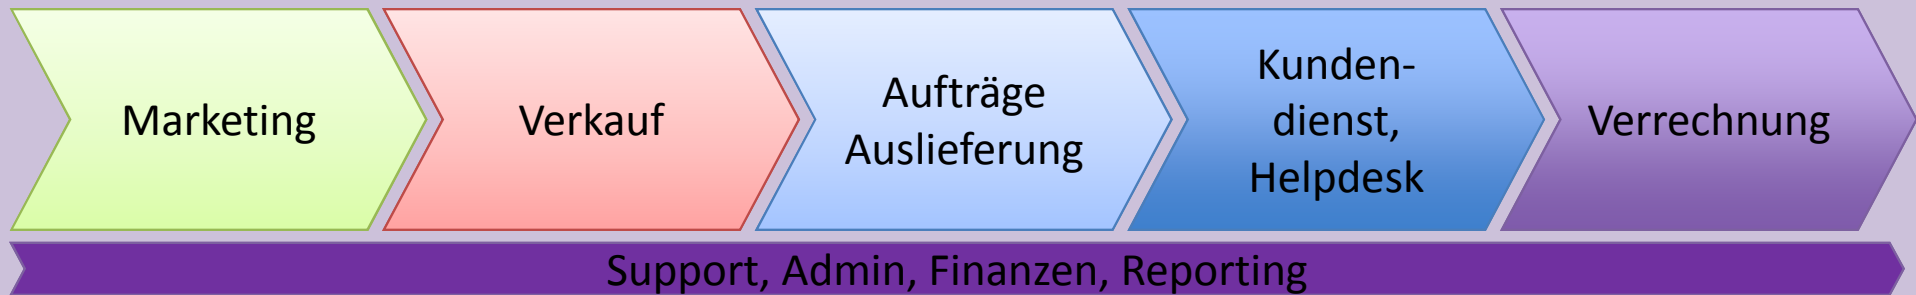 Marketing
Verkauf
Aufträge
Auslieferung
Kunden-
dienst,
Helpdesk
Verrechnung
Support, Admin, Finanzen, Reporting